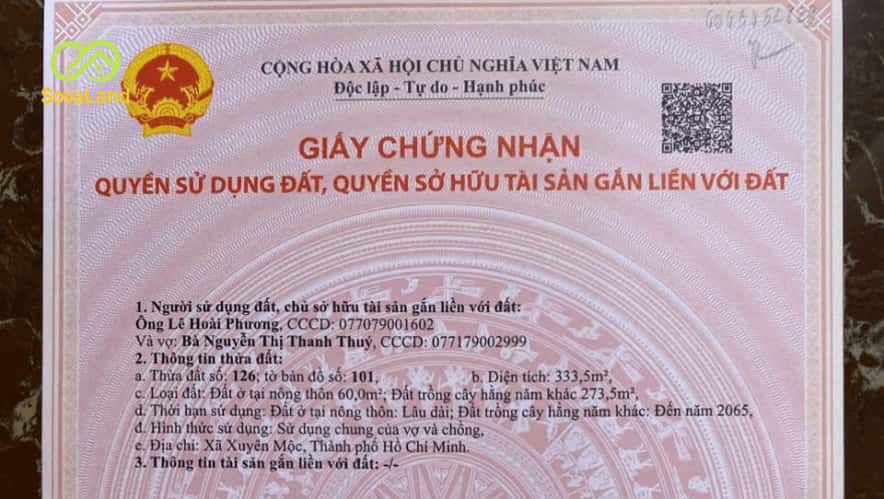 SovaLand
CỘNG HÒA XÃ HỘI CHỦ NGHĨA VIỆT NAM
Độc lập - Tự do - Hạnh phúc
GIẤY CHỨNG NHẬN
QUYỀN SỬ DỤNG ĐẤT, QUYỀN SỞ HỮU TÀI SẢN GẮN LIỀN VỚI ĐẤT
1. Người sử dụng đất, chủ sở hữu tài sản gắn liền với đất:
Ông Lê Hoài Phương, CCCD: 077079001602
Và vợ: Bà Nguyễn Thị Thanh Thuý, CCCD: 077179002999
2. Thông tin thửa đất:
a. Thửa đất số: 126; tờ bản đồ số: 101, b. Diện tích: 333,5m²,
c. Loại đất: Đất ở tại nông thôn 60,0m²; Đất trồng cây hằng năm khác 273,5m²,
d. Thời hạn sử dụng: Đất ở tại nông thôn: Lâu dài; Đất trồng cây hằng năm khác: Đến năm 2065,
đ. Hình thức sử dụng: Sử dụng chung của vợ và chồng,
e. Địa chỉ: Xã Xuyên Mộc, Thành phố Hồ Chí Minh.
3. Thông tin tài sản gắn liền với đất: -/-